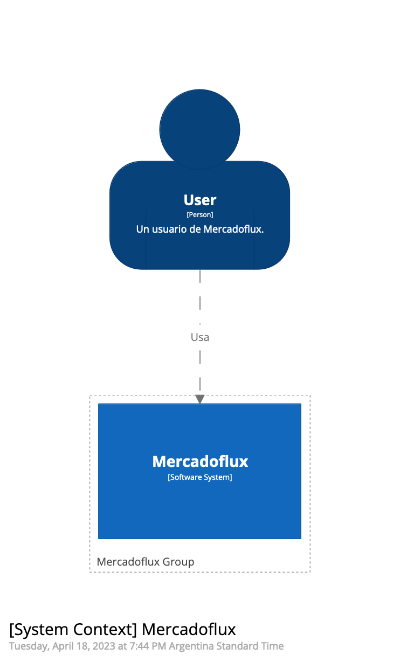 User
[Person]
Un usuario de Mercadoflux.
Usa
Mercadoflux
[Software System]
Mercadoflux Group
[System Context] Mercadoflux
Tuesday, April 18, 2023 at 7:44 PM Argentina Standard Time